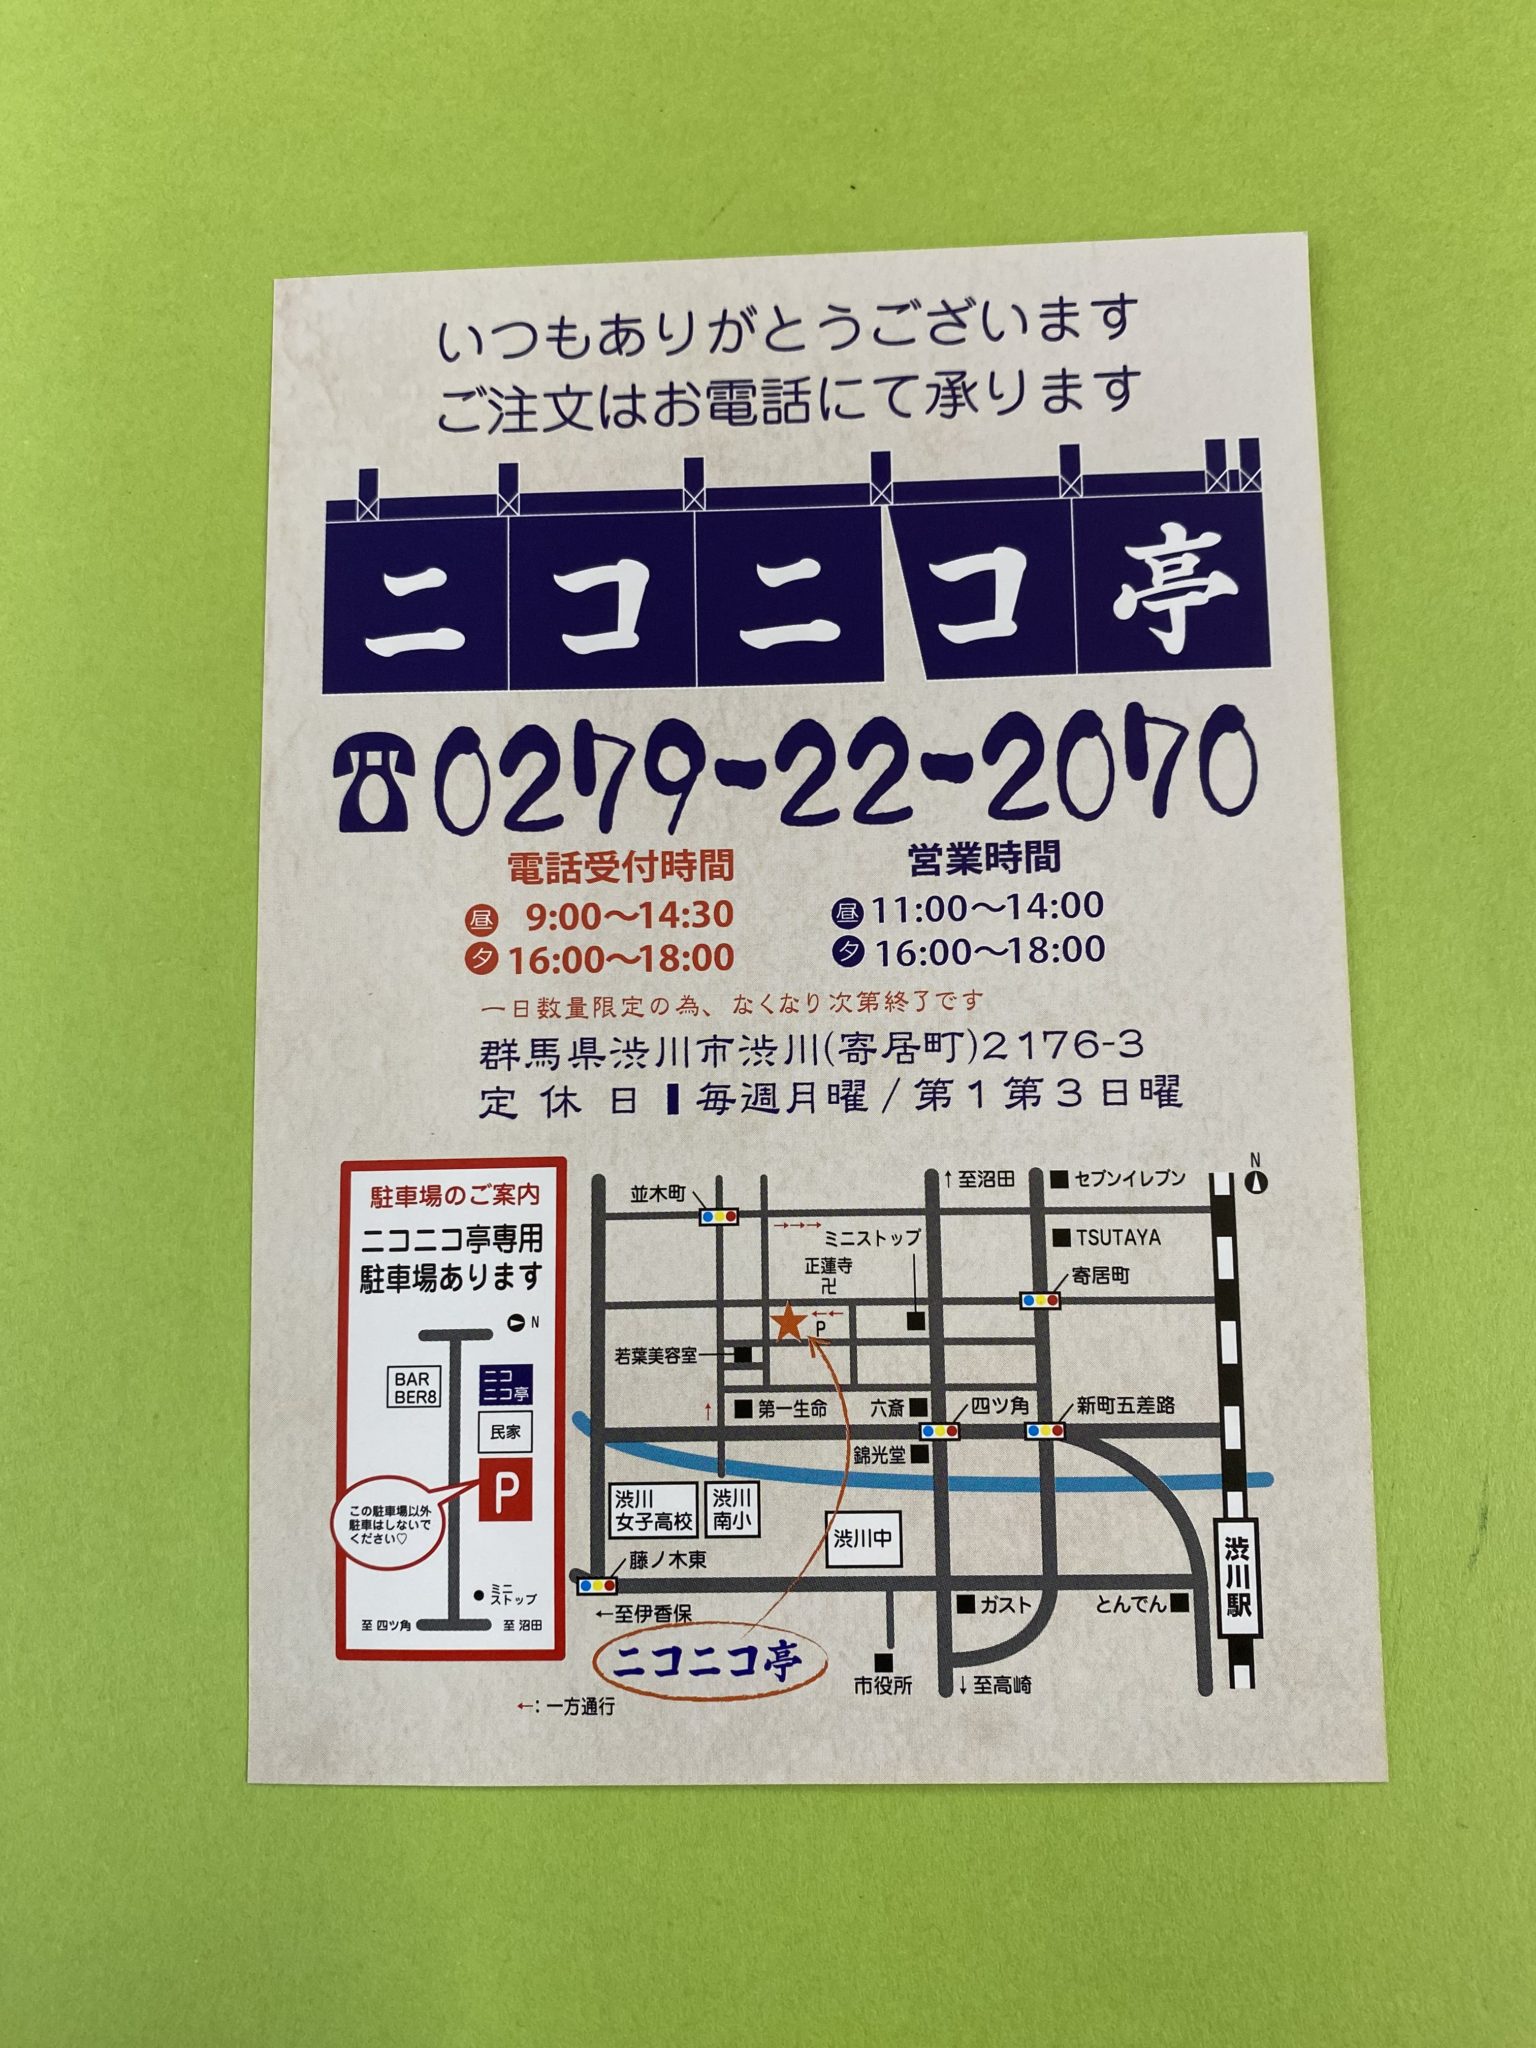 いつもありがとうございます
ご注文はお電話にて承ります
ニコニコ亭
☎0279-22-2070
電話受付時間
昼 9:00〜14:30
夕 16:00〜18:00
営業時間
昼 11:00〜14:00
夕 16:00〜18:00
一日数量限定の為、なくなり次第終了です
群馬県渋川市渋川(寄居町)2176-3
定休日 ▮ 毎週月曜 / 第1第3日曜
駐車場のご案内
ニコニコ亭専用
駐車場あります
N
BAR
BER8
ニコ
ニコ亭
民家
P
この駐車場以外
駐車はしないで
ください♡
ミニ
ストップ
至 四ツ角
至 沼田
並木町
↑至沼田
セブンイレブン
N
→→→
ミニストップ
TSUTAYA
正蓮寺
卍
寄居町
←←
P
若葉美容室
↑
第一生命
六斎
四ツ角
新町五差路
錦光堂
渋川
女子高校
渋川
南小
渋川中
渋川駅
藤ノ木東
←至伊香保
ガスト
とんでん
ニコニコ亭
市役所
↓至高崎
←：一方通行